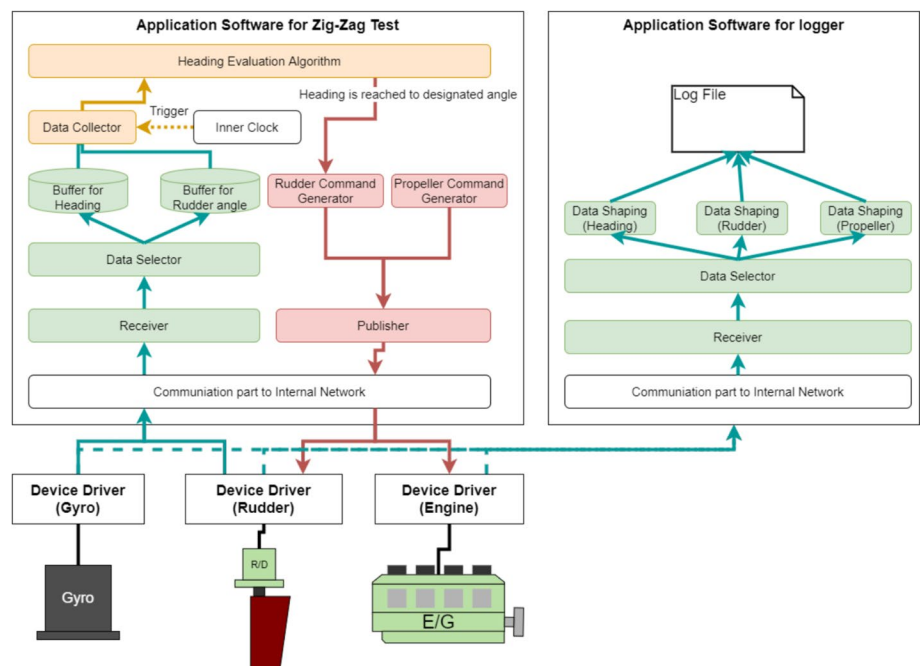 Application Software for Zig-Zag Test
Heading Evaluation Algorithm
Heading is reached to designated angle
Trigger
Data Collector
Inner Clock
Buffer for
Heading
Buffer for
Rudder angle
Rudder Command
Generator
Propeller Command
Generator
Data Selector
Receiver
Publisher
Communiation part to Internal Network
Application Software for logger
Log File
Data Shaping
(Heading)
Data Shaping
(Rudder)
Data Shaping
(Propeller)
Data Selector
Receiver
Communiation part to Internal Network
Device Driver
(Gyro)
Device Driver
(Rudder)
Device Driver
(Engine)
Gyro
R/D
E/G